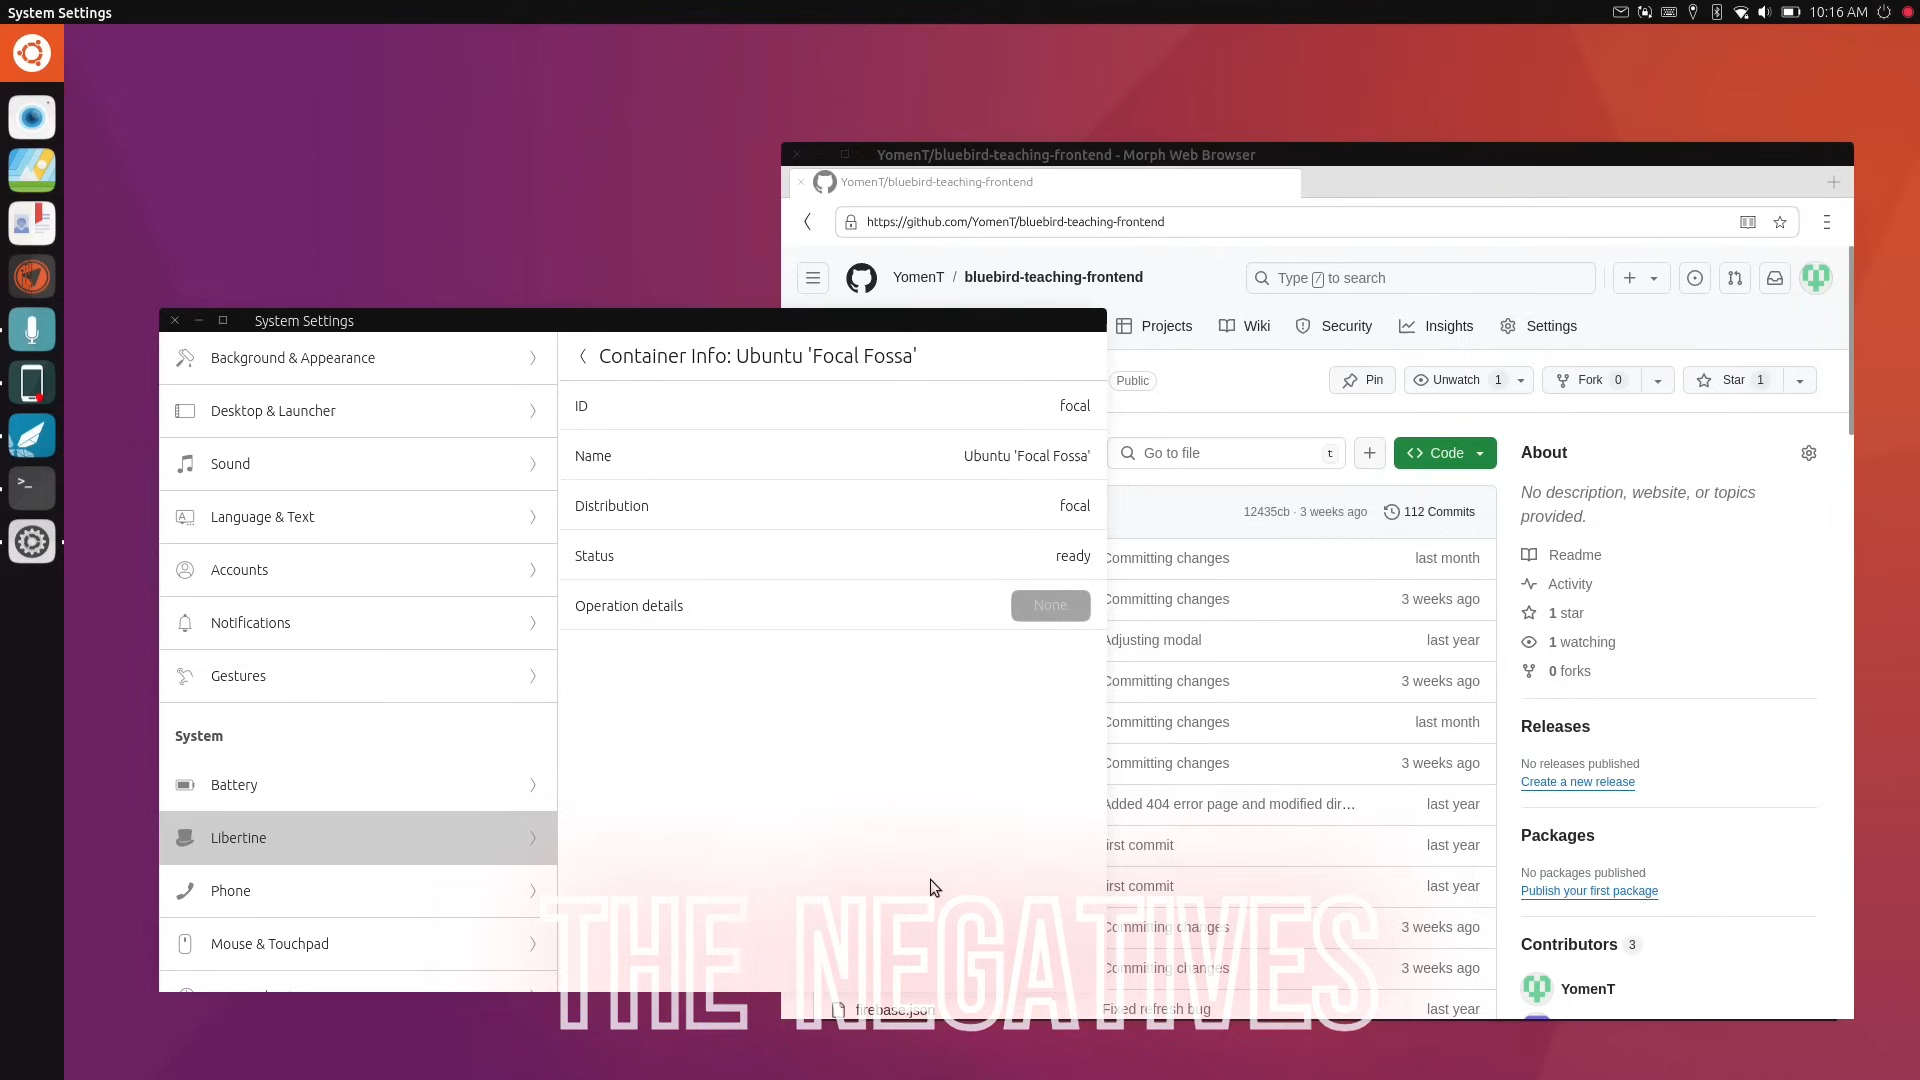 System Settings
10:16 AM
YomenT/bluebird-teaching-frontend - Morph Web Browser
YomenT/bluebird-teaching-frontend
https://github.com/YomenT/bluebird-teaching-frontend
YomenT / bluebird-teaching-frontend
Type / to search
Projects
Wiki
Security
Insights
Settings
Public
Pin
Unwatch 1
Fork 0
Star 1
Go to file t
Code
12435cb · 3 weeks ago
112 Commits
Committing changes last month
Committing changes 3 weeks ago
Adjusting modal last year
Committing changes 3 weeks ago
Committing changes last month
Committing changes 3 weeks ago
Added 404 error page and modified dir… last year
irst commit last year
irst commit last year
Committing changes 3 weeks ago
Committing changes 3 weeks ago
firebase.json Fixed refresh bug last year
About
No description, website, or topics
provided.
Readme
Activity
1 star
1 watching
0 forks
Releases
No releases published
Create a new release
Packages
No packages published
Publish your first package
Contributors 3
YomenT
System Settings
Background & Appearance
Desktop & Launcher
Sound
Language & Text
Accounts
Notifications
Gestures
System
Battery
Libertine
Phone
Mouse & Touchpad
Container Info: Ubuntu 'Focal Fossa'
ID focal
Name Ubuntu 'Focal Fossa'
Distribution focal
Status ready
Operation details None
THE NEGATIVES